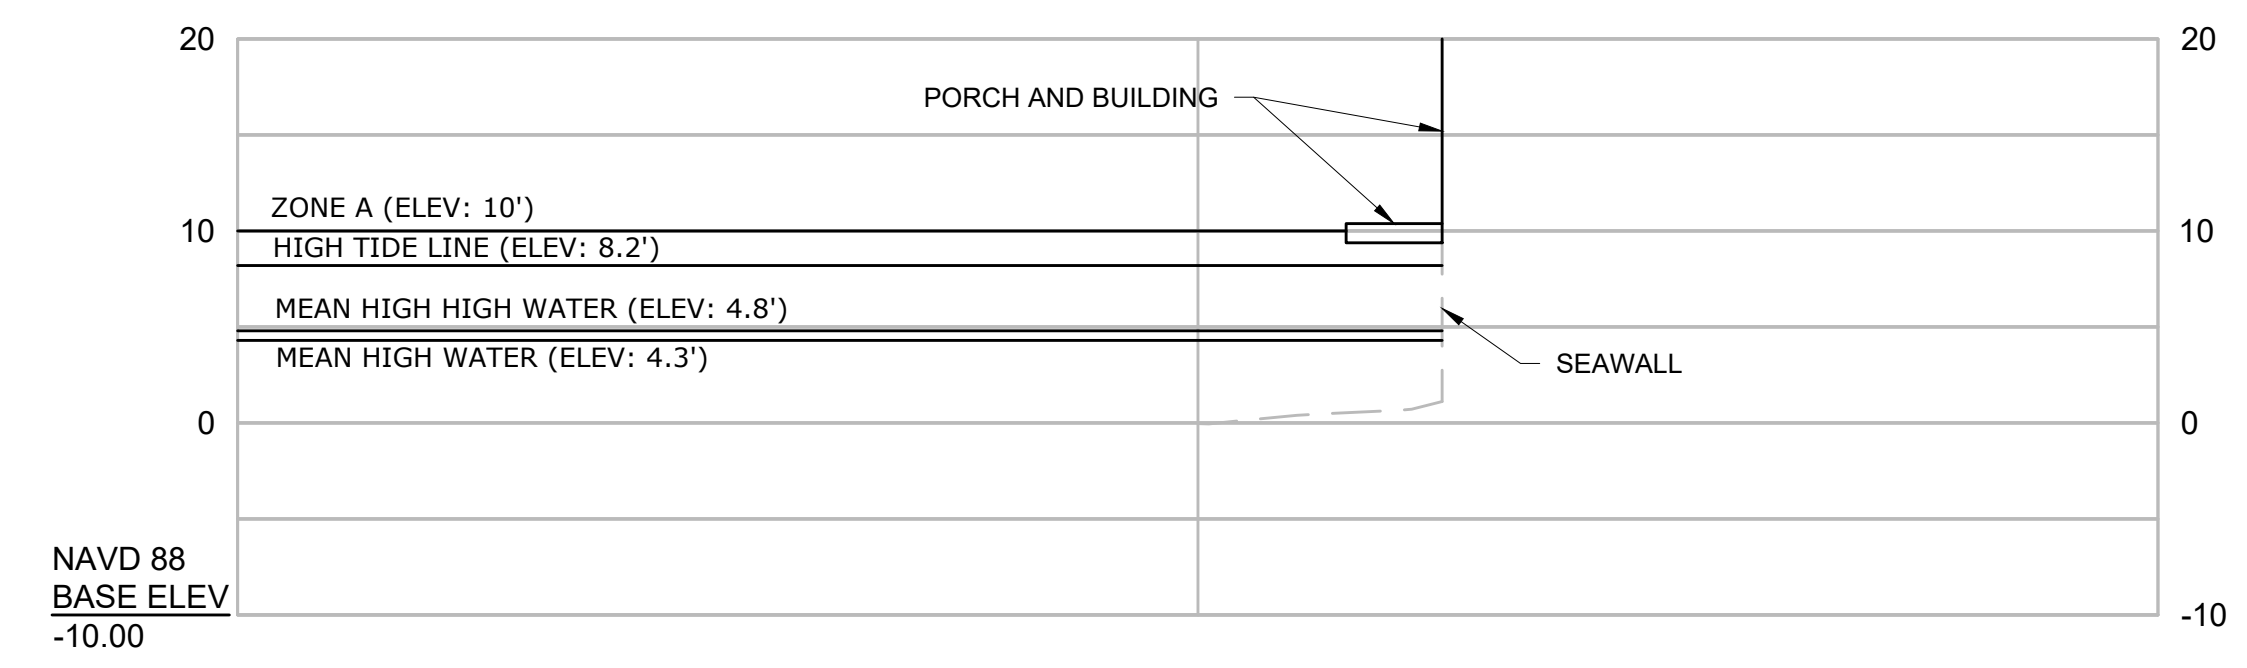 20
20
PORCH AND BUILDING
ZONE A (ELEV: 10')
10
10
HIGH TIDE LINE (ELEV: 8.2')
MEAN HIGH HIGH WATER (ELEV: 4.8')
MEAN HIGH WATER (ELEV: 4.3')
SEAWALL
0
0
NAVD 88
BASE ELEV
-10.00
-10